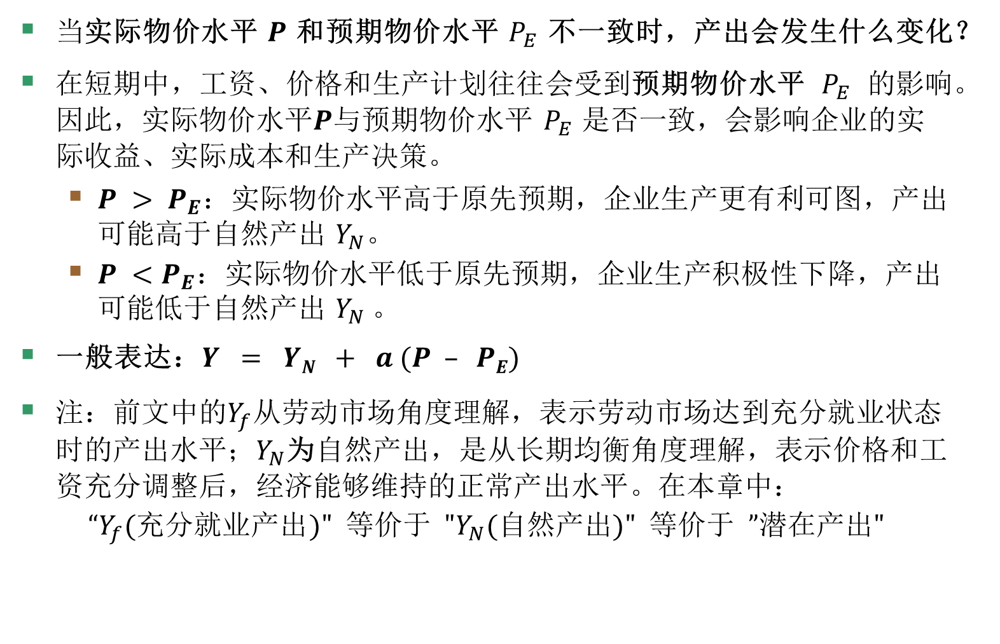 当实际物价水平 P 和预期物价水平 P_E 不一致时，产出会发生什么变化？
在短期中，工资、价格和生产计划往往会受到预期物价水平 P_E 的影响。
因此，实际物价水平P与预期物价水平 P_E 是否一致，会影响企业的实
际收益、实际成本和生产决策。
P > P_E：实际物价水平高于原先预期，企业生产更有利可图，产出
可能高于自然产出 Y_N。
P < P_E：实际物价水平低于原先预期，企业生产积极性下降，产出
可能低于自然产出 Y_N 。
一般表达：Y = Y_N + a (P – P_E)
注：前文中的Y_f从劳动市场角度理解，表示劳动市场达到充分就业状态
时的产出水平；Y_N为自然产出，是从长期均衡角度理解，表示价格和工
资充分调整后，经济能够维持的正常产出水平。在本章中：
“Y_f(充分就业产出)" 等价于 "Y_N(自然产出)" 等价于 ”潜在产出"